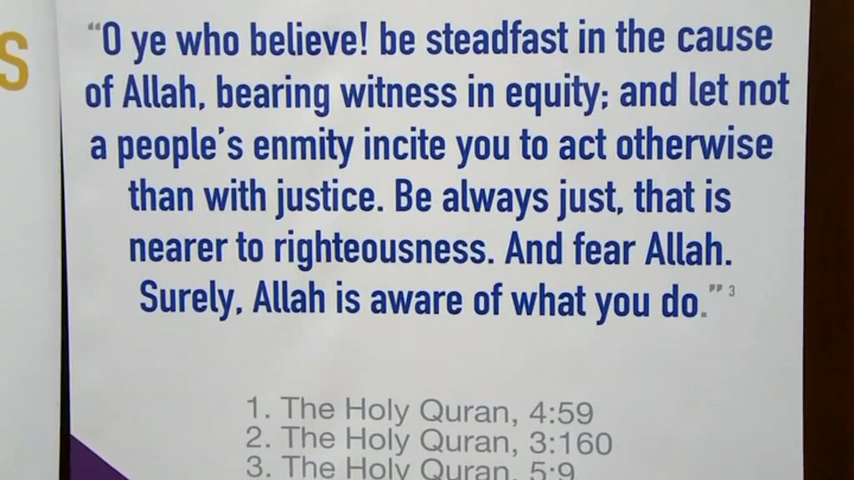 S
“O ye who believe! be steadfast in the cause
of Allah, bearing witness in equity; and let not
a people’s enmity incite you to act otherwise
than with justice. Be always just, that is
nearer to righteousness. And fear Allah.
Surely, Allah is aware of what you do.” 3
1. The Holy Quran, 4:59
2. The Holy Quran, 3:160
3. The Holy Quran, 5:9